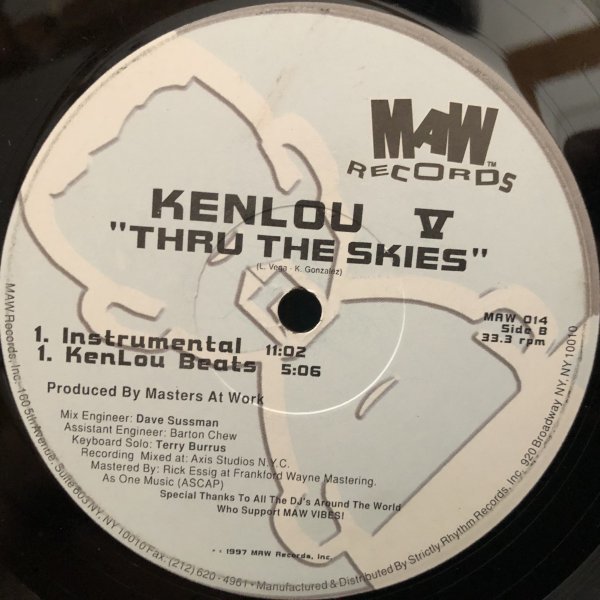 MAW™
RECORDS
KENLOU V
"THRU THE SKIES"
(L. Vega - K. Gonzalez)
MAW 014
Side B
33.3 rpm
1. Instrumental 11:02
1. KenLou Beats 5:06
Produced By Masters At Work
Mix Engineer: Dave Sussman
Assistant Engineer: Barton Chew
Keyboard Solo: Terry Burrus
Recording Mixed at: Axis Studios N.Y.C.
Mastered By: Rick Essig at Frankford Wayne Mastering.
As One Music (ASCAP)
Special Thanks To All The DJ's Around The World
Who Support MAW VIBES!
1997 MAW Records, Inc.
MAW Records, Inc. 160 5th Avenue. Suite 803 NY, NY 10010 Fax: (212) 620 - 4961 • Manufactured & Distributed By Strictly Rhythm Records, Inc. 920 Broadway NY, NY 10010